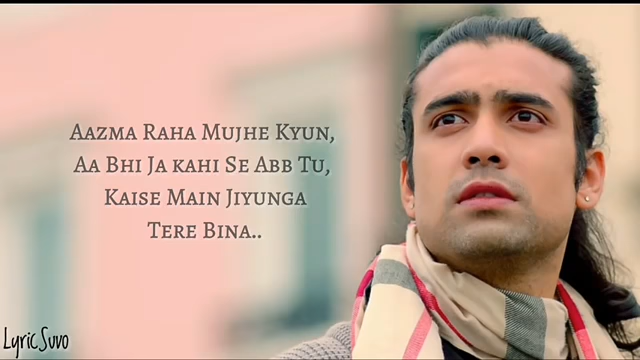 Aazma Raha Mujhe Kyun,
Aa Bhi Ja kahi Se Abb Tu,
Kaise Main Jiyunga
Tere Bina..
LyricSuvo